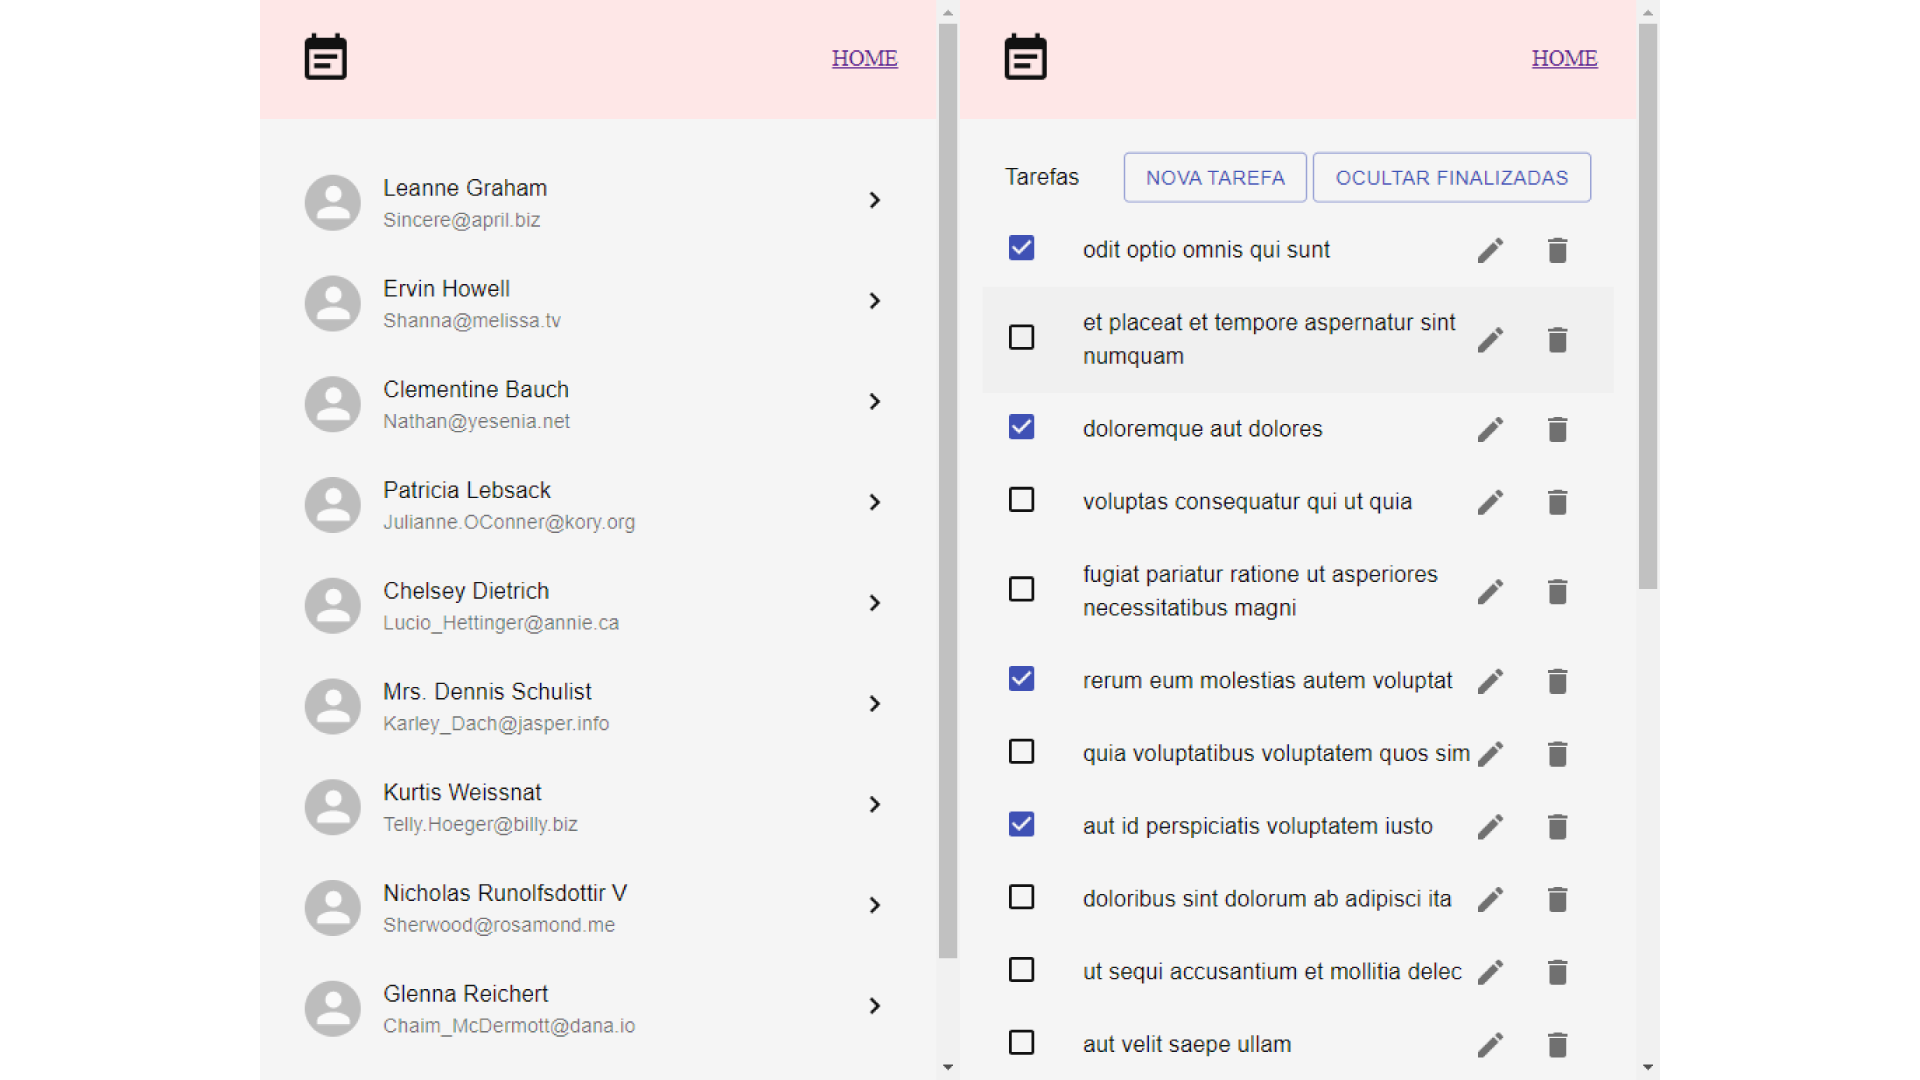 HOME
Leanne Graham
Sincere@april.biz
Ervin Howell
Shanna@melissa.tv
Clementine Bauch
Nathan@yesenia.net
Patricia Lebsack
Julianne.OConner@kory.org
Chelsey Dietrich
Lucio_Hettinger@annie.ca
Mrs. Dennis Schulist
Karley_Dach@jasper.info
Kurtis Weissnat
Telly.Hoeger@billy.biz
Nicholas Runolfsdottir V
Sherwood@rosamond.me
Glenna Reichert
Chaim_McDermott@dana.io
HOME
Tarefas NOVA TAREFA OCULTAR FINALIZADAS
odit optio omnis qui sunt
et placeat et tempore aspernatur sint
numquam
doloremque aut dolores
voluptas consequatur qui ut quia
fugiat pariatur ratione ut asperiores
necessitatibus magni
rerum eum molestias autem voluptat
quia voluptatibus voluptatem quos sim
aut id perspiciatis voluptatem iusto
doloribus sint dolorum ab adipisci ita
ut sequi accusantium et mollitia delec
aut velit saepe ullam